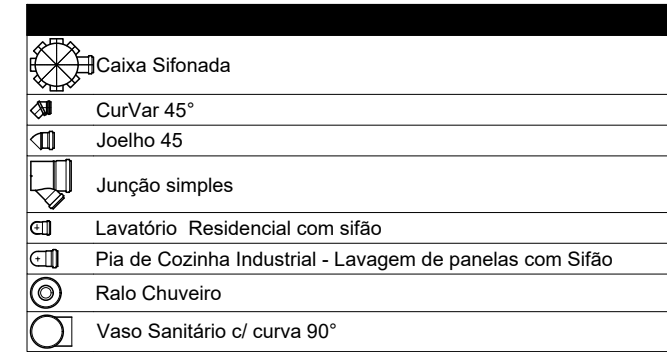 Caixa Sifonada
CurVar 45°
Joelho 45
Junção simples
Lavatório  Residencial com sifão
Pia de Cozinha Industrial - Lavagem de panelas com Sifão
Ralo Chuveiro
Vaso Sanitário c/ curva 90°